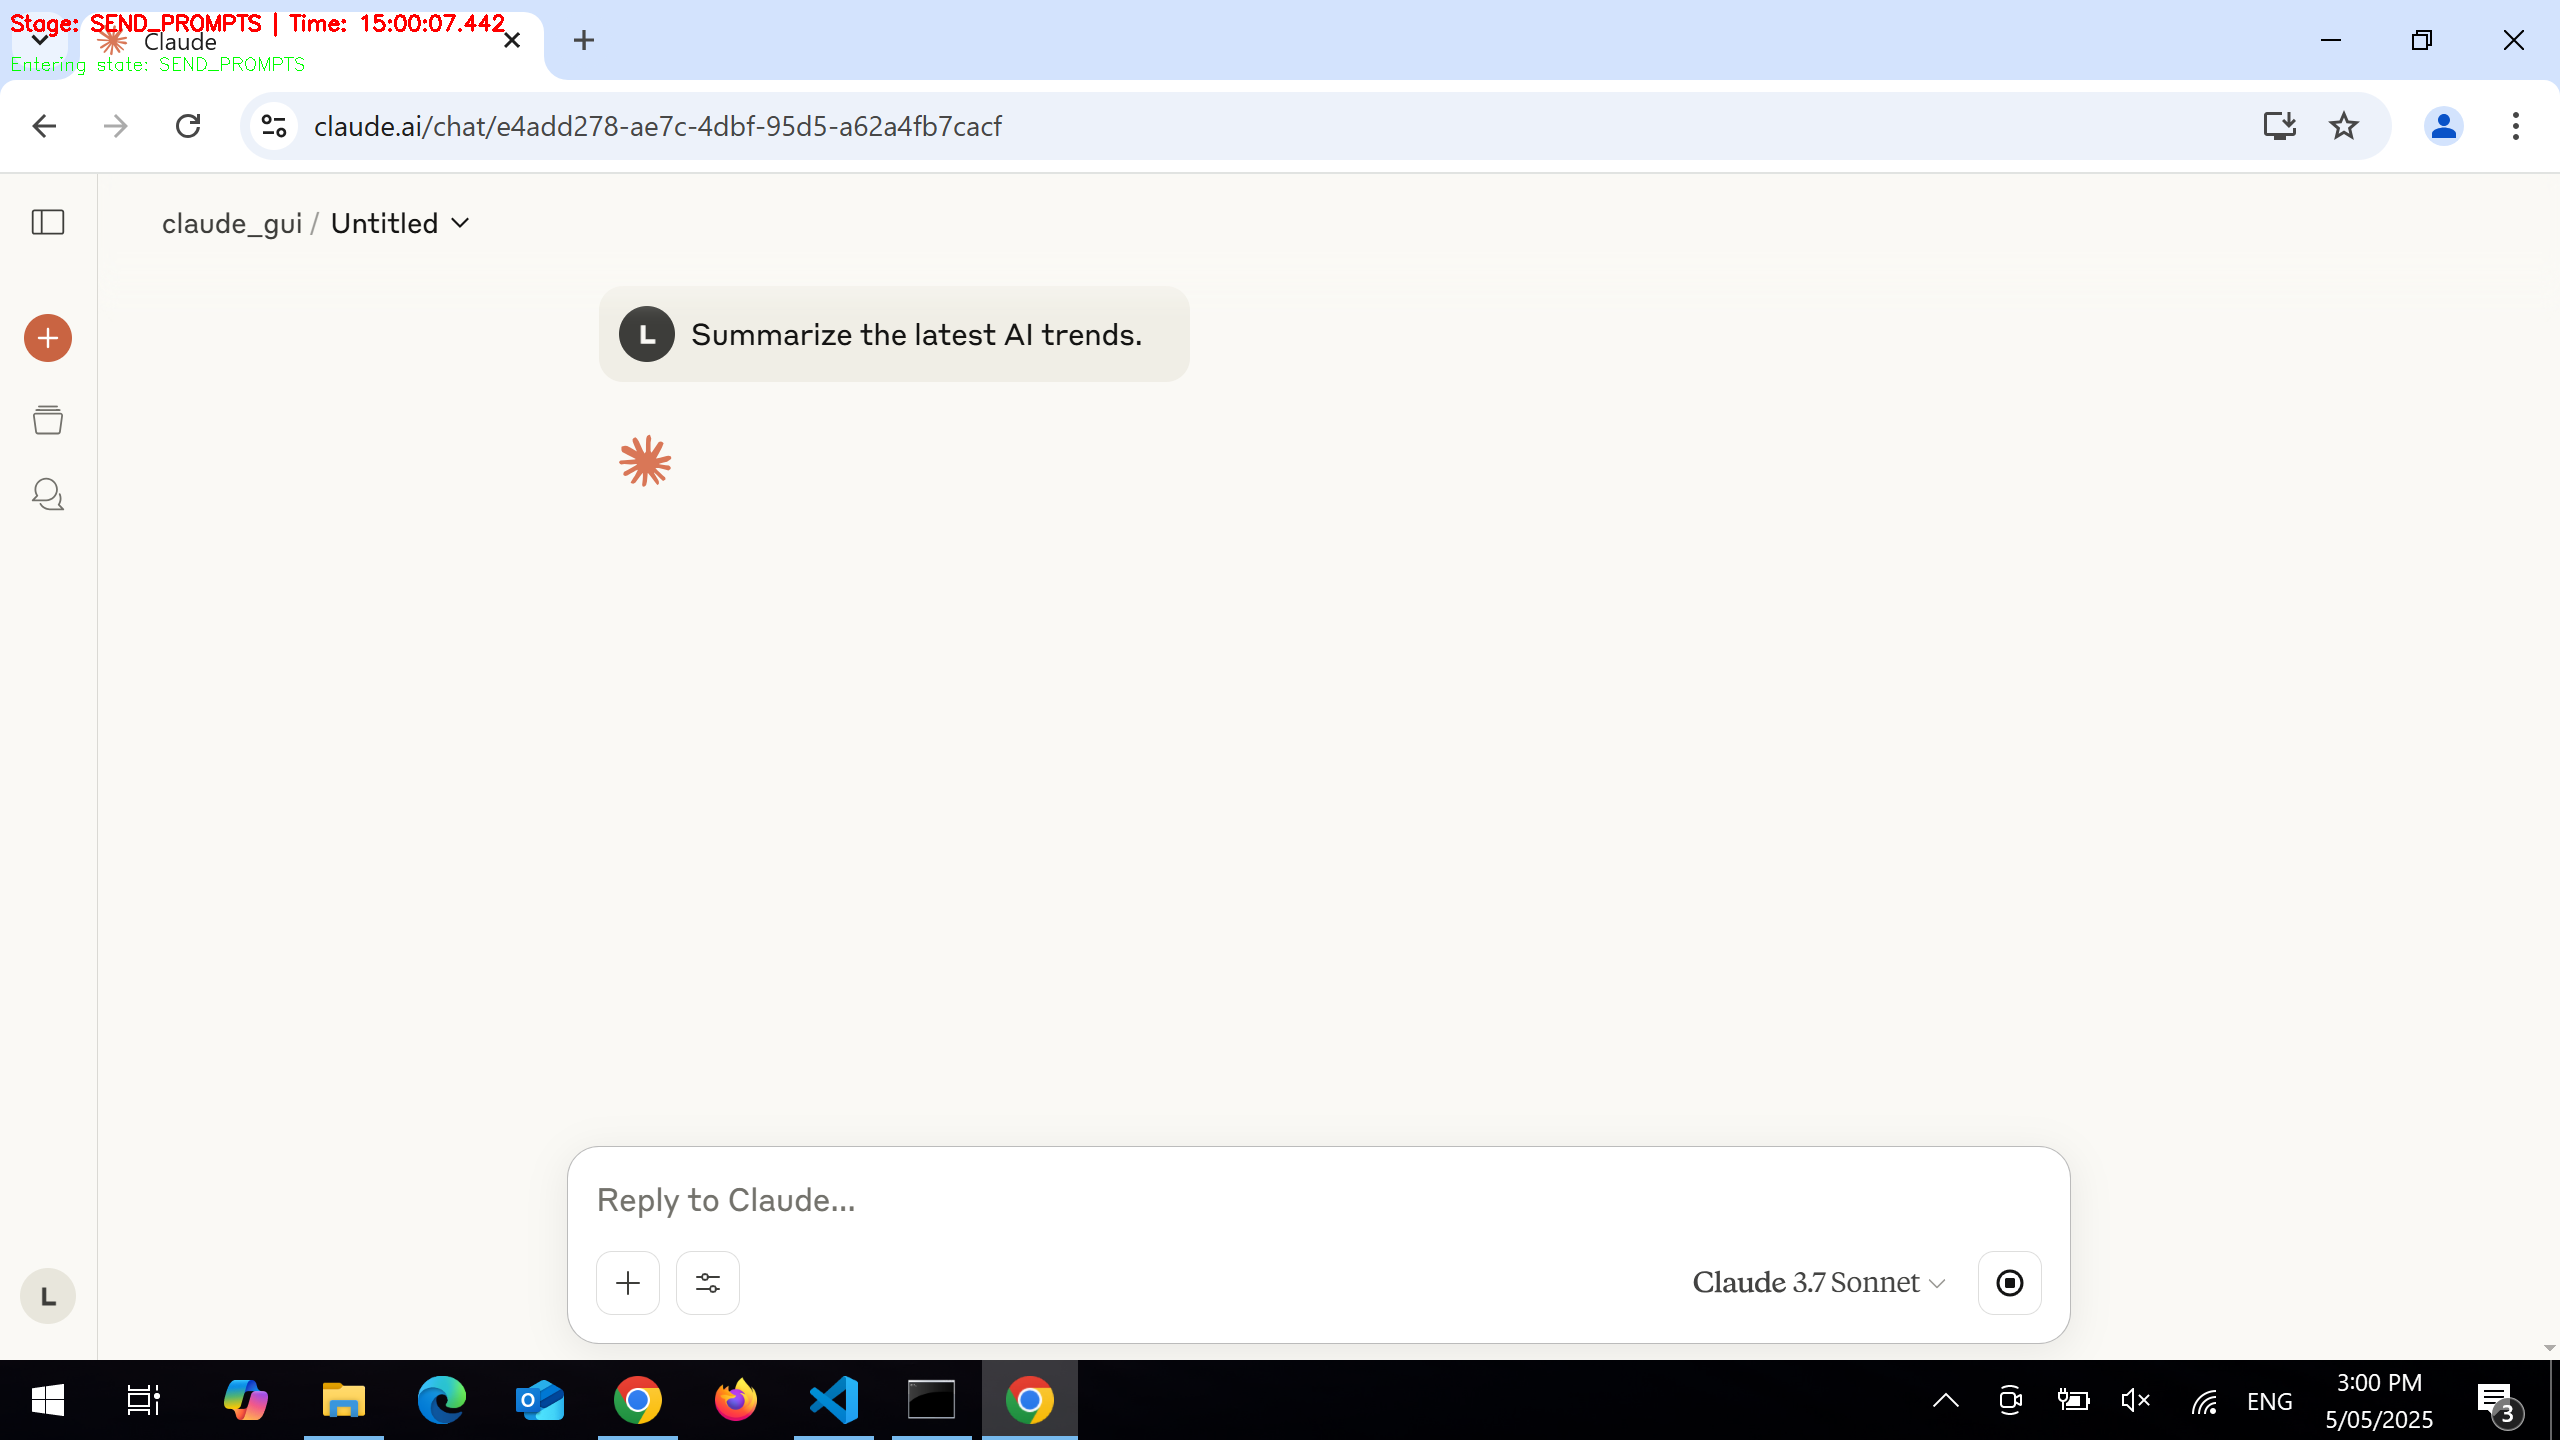 Stage: SEND_PROMPTS | Time: 15:00:07.442
Claude
Entering state: SEND_PROMPTS
claude.ai/chat/e4add278-ae7c-4dbf-95d5-a62a4fb7cacf
claude_gui / Untitled
L Summarize the latest AI trends.
Reply to Claude...
Claude 3.7 Sonnet
L
ENG
3:00 PM
5/05/2025
3